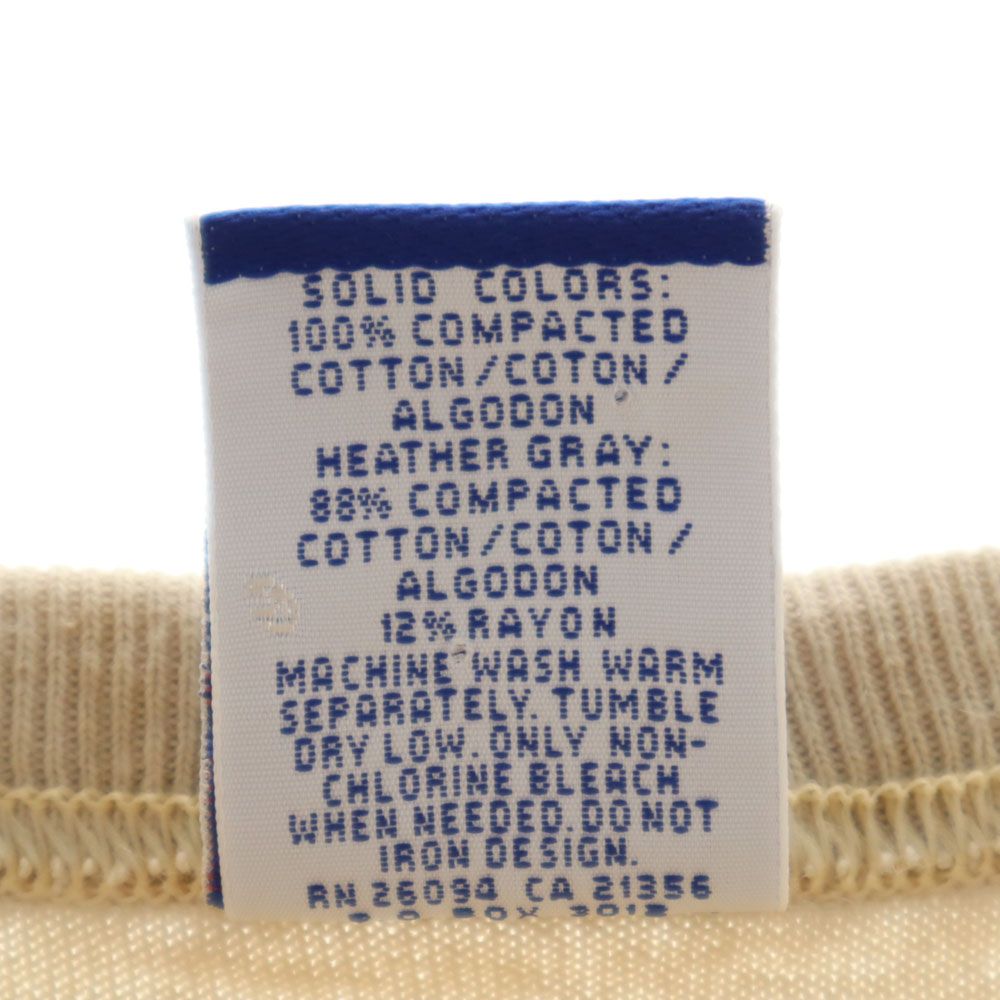 SOLID COLORS:
100% COMPACTED
COTTON/COTON/
ALGODON
HEATHER GRAY:
88% COMPACTED
COTTON/COTON/
ALGODON
12% RAYON
MACHINE WASH WARM
SEPARATELY. TUMBLE
DRY LOW. ONLY NON-
CHLORINE BLEACH
WHEN NEEDED. DO NOT
IRON DESIGN.
RN 26094 CA 21356
BOX